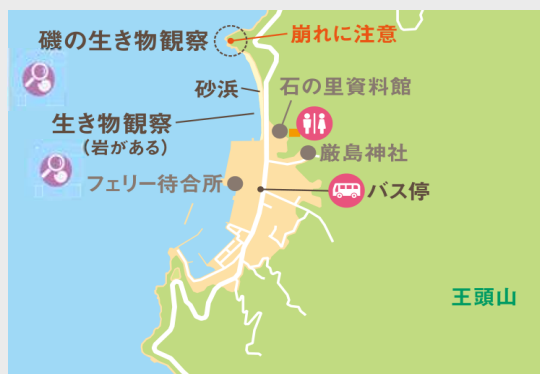 磯の生き物観察
崩れに注意
砂浜
石の里資料館
生き物観察
(岩がある)
厳島神社
フェリー待合所
バス停
王頭山